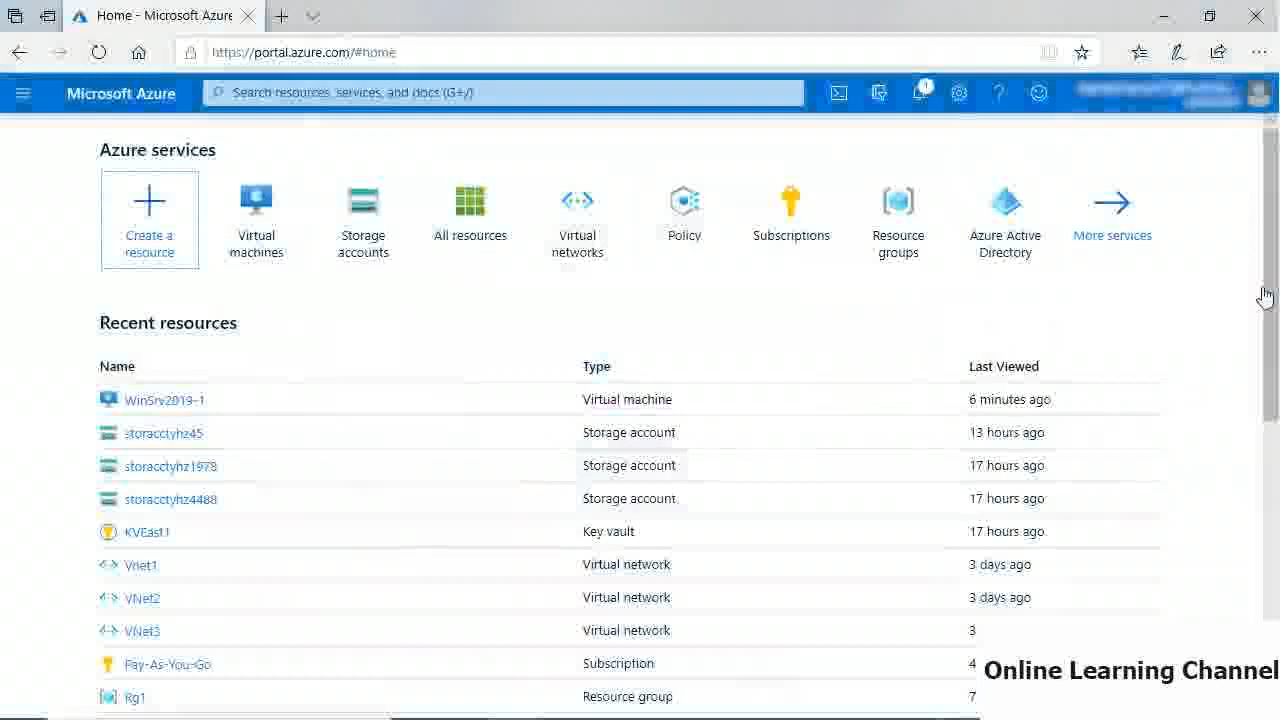 Home - Microsoft Azure
https://portal.azure.com/#home
Microsoft Azure
Search resources, services, and docs (G+/)
1
Azure services
Create a resource
Virtual machines
Storage accounts
All resources
Virtual networks
Policy
Subscriptions
Resource groups
Azure Active Directory
More services
Recent resources
Name Type Last Viewed
WinSrv2019-1 Virtual machine 6 minutes ago
storacctyhz45 Storage account 13 hours ago
storacctyhz1978 Storage account 17 hours ago
storacctyhz4488 Storage account 17 hours ago
KVEast1 Key vault 17 hours ago
Vnet1 Virtual network 3 days ago
VNet2 Virtual network 3 days ago
VNet3 Virtual network 3
Pay-As-You-Go Subscription 4
Rg1 Resource group 7
Online Learning Channel